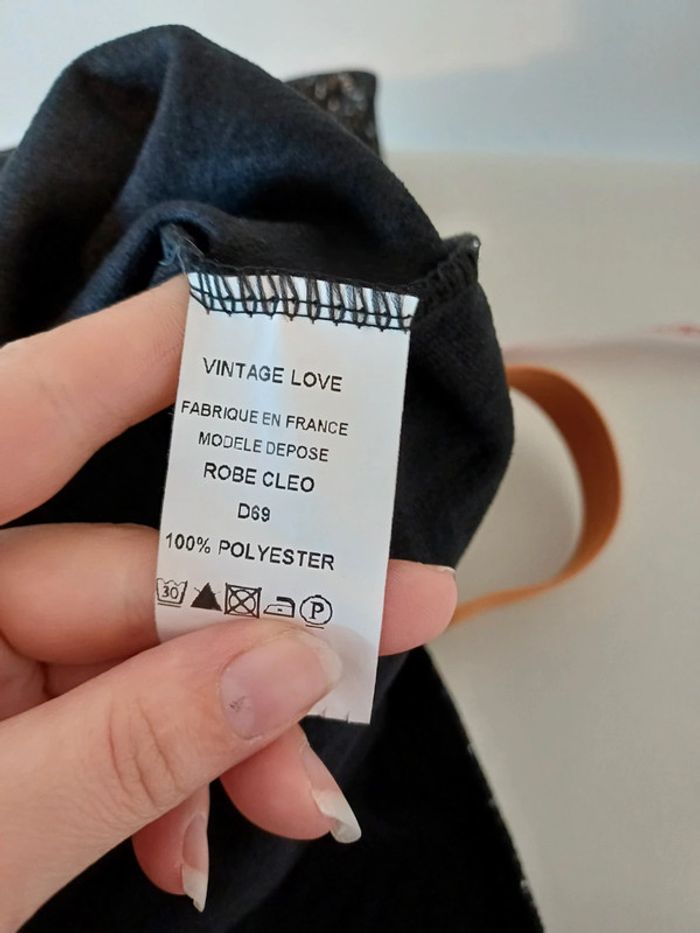 VINTAGE LOVE
FABRIQUE EN FRANCE
MODELE DEPOSE
ROBE CLEO
D69
100% POLYESTER
30 P